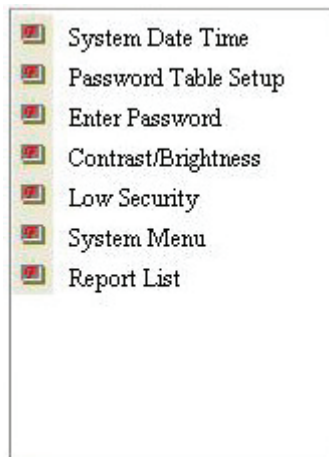 System Date Time
Password Table Setup
Enter Password
Contrast/Brightness
Low Security
System Menu
Report List